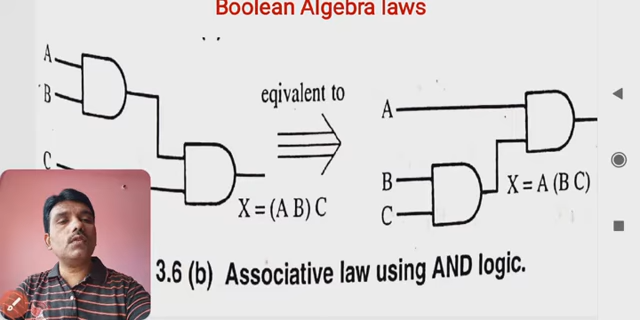 Boolean Algebra laws
A
B
C
X = (A B) C
eqivalent to
A
B
C
X = A (B C)
3.6 (b) Associative law using AND logic.